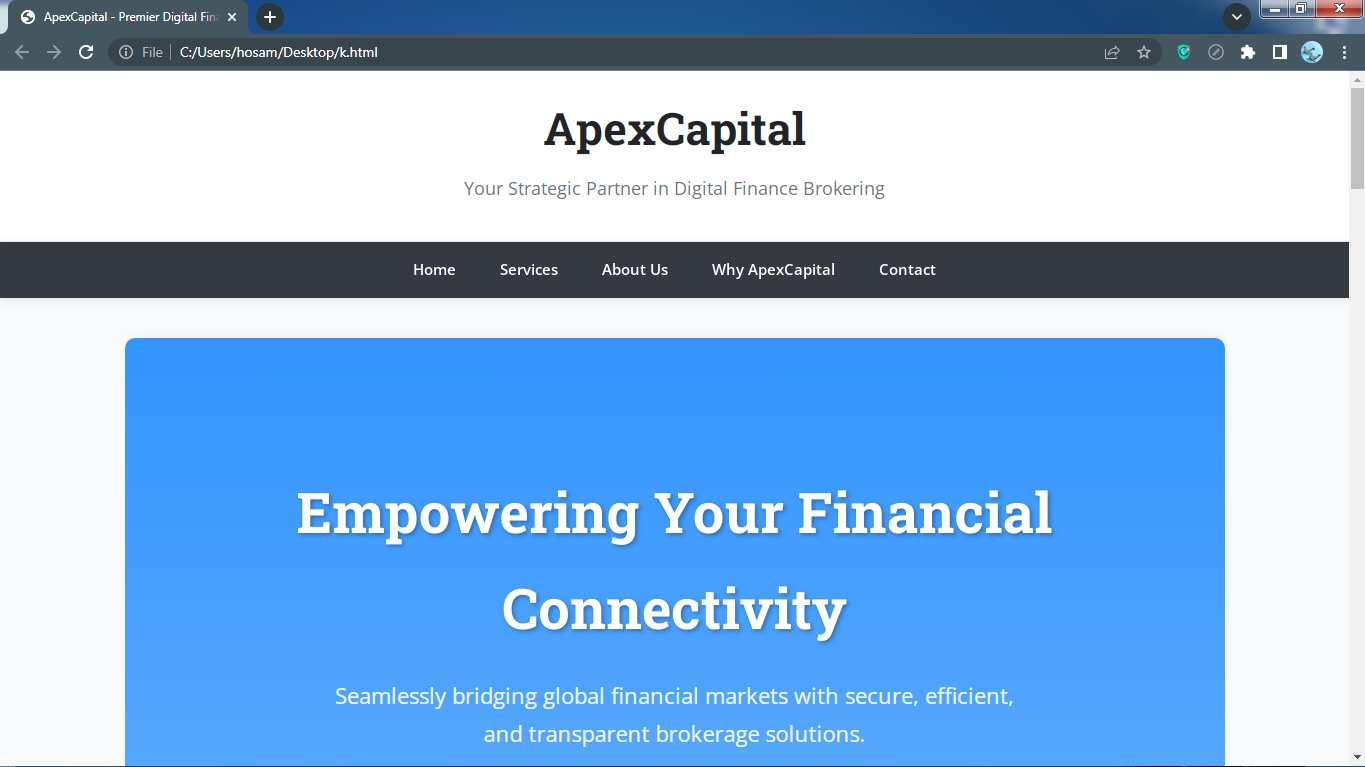 ApexCapital - Premier Digital Fin
File
C:/Users/hosam/Desktop/k.html
ApexCapital
Your Strategic Partner in Digital Finance Brokering
Home Services About Us Why ApexCapital Contact
Empowering Your Financial
Connectivity
Seamlessly bridging global financial markets with secure, efficient,
and transparent brokerage solutions.